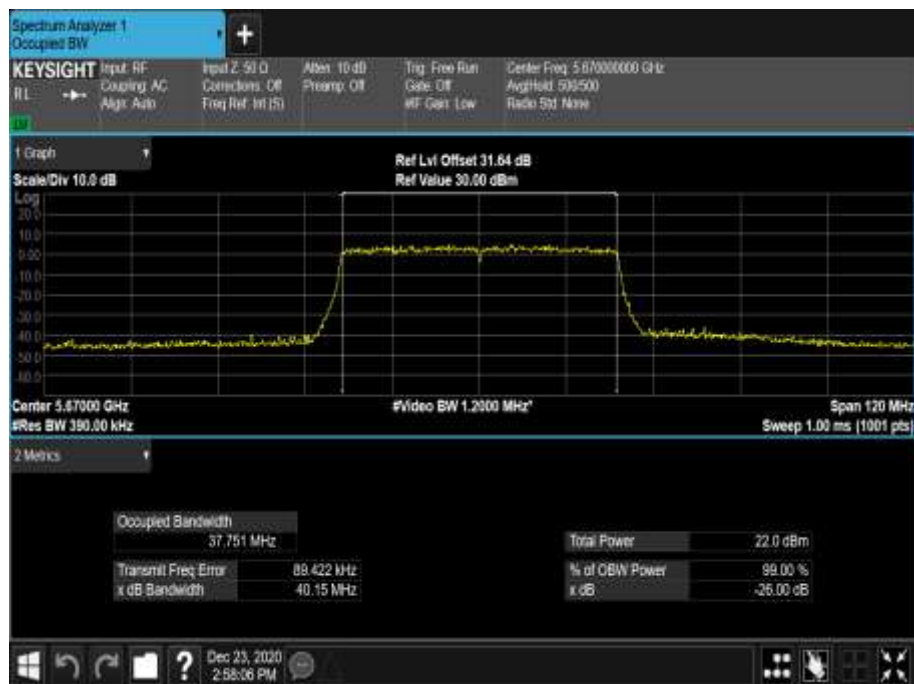 Spectrum Analyzer 1
Occupied BW
+
KEYSIGHT
RL
Input: RF
Coupling: AC
Align: Auto
Input Z: 50 Ω
Corrections: Off
Freq Ref: Int (S)
Atten: 10 dB
Preamp: Off
Trig: Free Run
Gate: Off
#IF Gain: Low
Center Freq: 5.670000000 GHz
Avg|Hold: 500/500
Radio Std: None
1 Graph
Scale/Div 10.0 dB
Ref Lvl Offset 31.64 dB
Ref Value 30.00 dBm
Log
20.0
10.0
0.00
-10.0
-20.0
-30.0
-40.0
-50.0
-60.0
Center 5.67000 GHz
#Video BW 1.2000 MHz*
Span 120 MHz
#Res BW 390.00 kHz
Sweep 1.00 ms (1001 pts)
2 Metrics
Occupied Bandwidth
37.751 MHz
Total Power 22.0 dBm
Transmit Freq Error 89.422 kHz
% of OBW Power 99.00 %
x dB Bandwidth 40.15 MHz
x dB -26.00 dB
?
Dec 23, 2020
2:58:06 PM